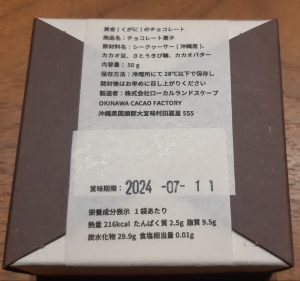 黄金(くがに)のチョコレート
商品名:チョコレート菓子
原材料名:シークヮーサー(沖縄産)、
カカオ豆、さとうきび糖、カカオバター
内容量:50g
保存方法:冷暗所にて28℃以下で保存し
開封後はお早めに召し上がりください
製造者:株式会社ローカルランドスケープ
OKINAWA CACAO FACTORY
沖縄県国頭郡大宜味村田嘉里 555
賞味期限: 2024 -07- 11
栄養成分表示 1袋あたり
熱量 216kcal たんぱく質 2.5g 脂質 9.5g
炭水化物 29.9g 食塩相当量 0.01g